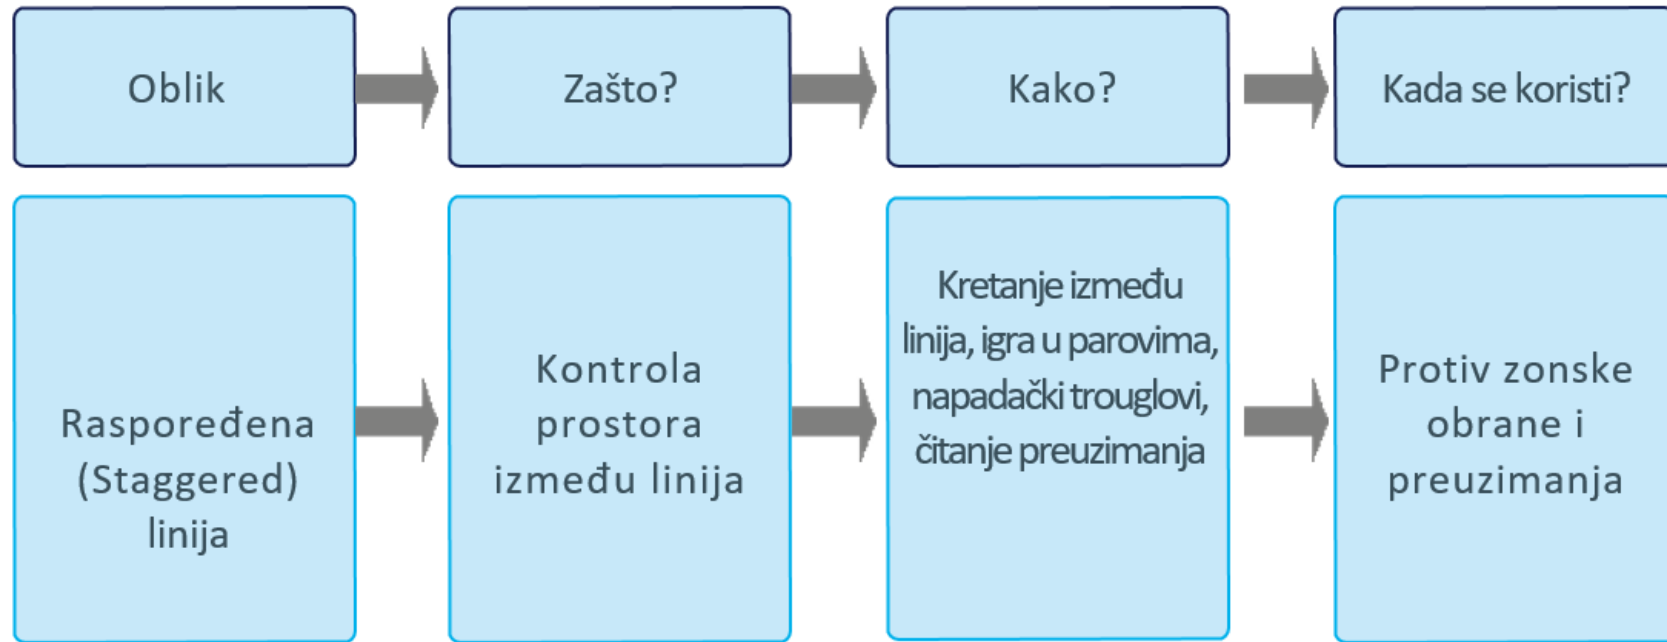 Oblik
Zašto?
Kako?
Kada se koristi?
Raspoređena
(Staggered)
linija
Kontrola
prostora
između linija
Kretanje između
linija, igra u parovima,
napadački trouglovi,
čitanje preuzimanja
Protiv zonske
obrane i
preuzimanja